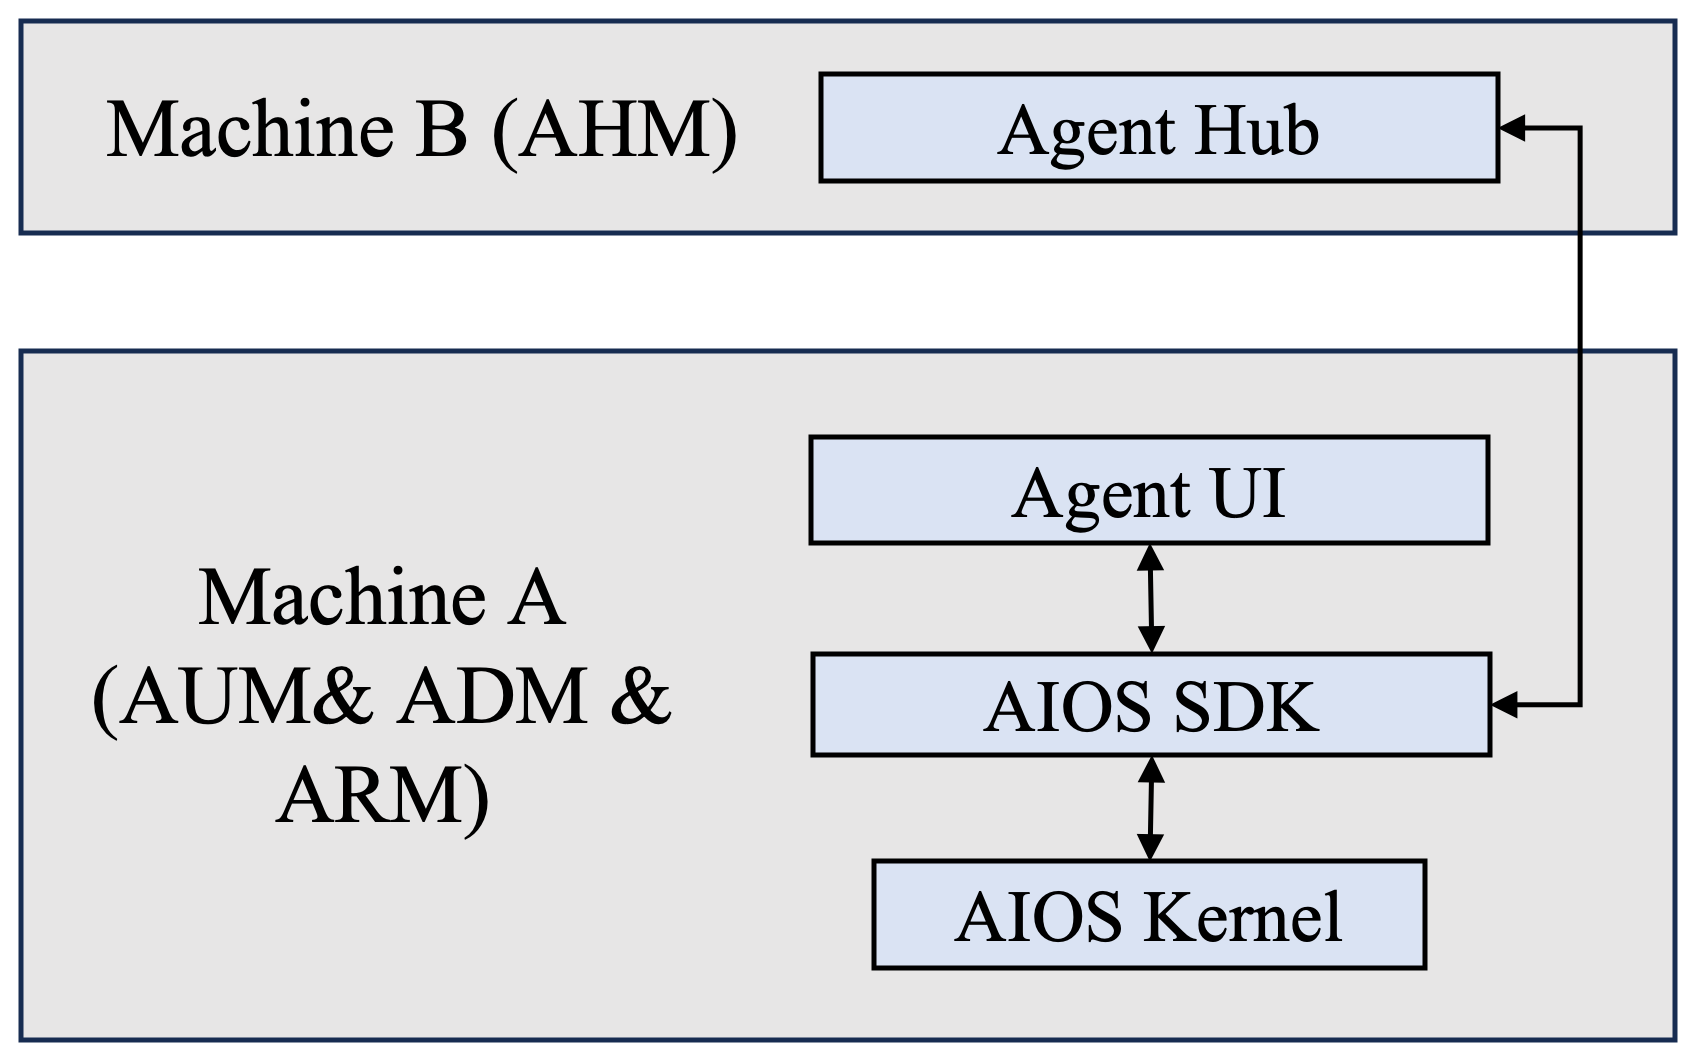 Machine B (AHM)
Agent Hub
Machine A
(AUM& ADM &
ARM)
Agent UI
AIOS SDK
AIOS Kernel